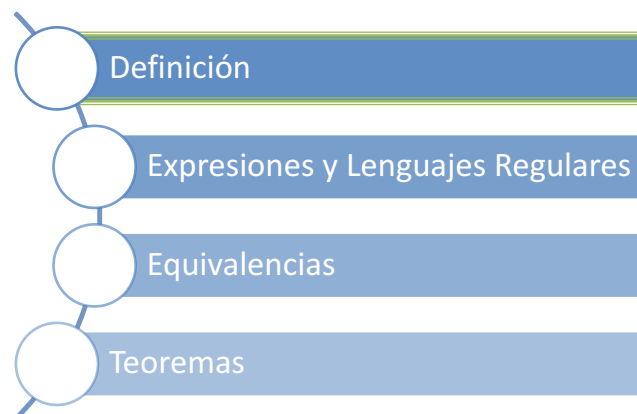 Definición
Expresiones y Lenguajes Regulares
Equivalencias
Teoremas